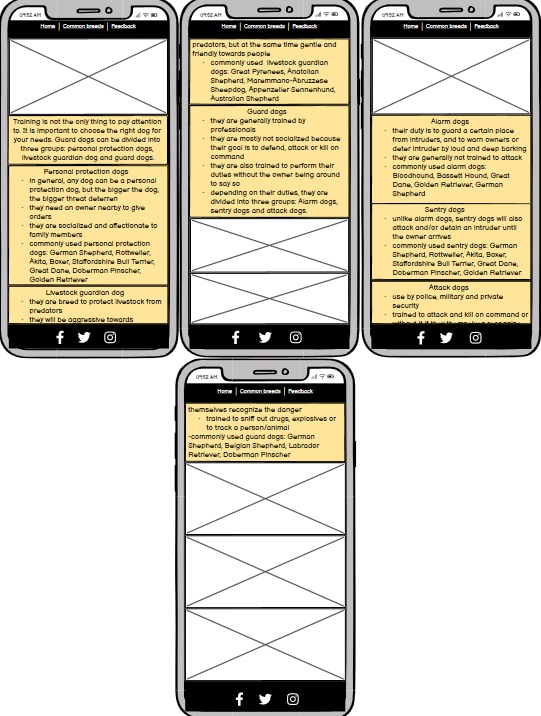 09:52 AM
Home | Common breeds | Feedback
Training is not the only thing to pay attention
to. It is important to choose the right dog for
your needs. Guard dogs can be divided into
three groups: personal protection dogs,
livestock guardian dog and guard dogs.
Personal protection dogs
· in general, any dog can be a personal
protection dog, but the bigger the dog,
the bigger threat deterren
· they need an owner nearby to give
orders
· they are socialized and affectionate to
family members
· commonly used personal protection
dogs: German Shepherd, Rottweiler,
Akita, Boxer, Staffordshire Bull Terrier,
Great Dane, Doberman Pinscher,
Golden Retriever
Livestock guardian dog
· they are breed to protect livestock from
predators
· they will be aggressive towards
09:52 AM
Home | Common breeds | Feedback
predators, but at the same time gentle and
friendly towards people
· commonly used livestock guardian
dogs: Great Pyrenees, Anatolian
Shepherd, Maremmano-Abruzzese
Sheepdog, Appenzeller Sennenhund,
Australian Shepherd
Guard dogs
· they are generally trained by
professionals
· they are mostly not socialized because
their goal is to defend, attack or kill on
command
· they are also trained to perform their
duties without the owner being around
to say so
· depending on their duties, they are
divided into three groups: Alarm dogs,
sentry dogs and attack dogs.
09:52 AM
Home | Common breeds | Feedback
Alarm dogs
· their duty is to guard a certain place
from intruders, and to warn owners or
deter intruder by loud and deep barking
· they are generally not trained to attack
· commonly used alarm dogs:
Bloodhound, Bassett Hound, Great
Dane, Golden Retriever, German
Shepherd
Sentry dogs
· unlike alarm dogs, sentry dogs will also
attack and/or detain an intruder until
the owner arrives
· commonly used sentry dogs: German
Shepherd, Rottweiler, Akita, Boxer,
Staffordshire Bull Terrier, Great Dane,
Doberman Pinscher, Golden Retriever
Attack dogs
· use by police, military and private
security
· trained to attack and kill on command or
09:52 AM
Home | Common breeds | Feedback
themselves recognize the danger
· trained to sniff out drugs, explosives or
to track a person/animal
-commonly used guard dogs: German
Shepherd, Belgian Shepherd, Labrador
Retriever, Doberman Pinscher